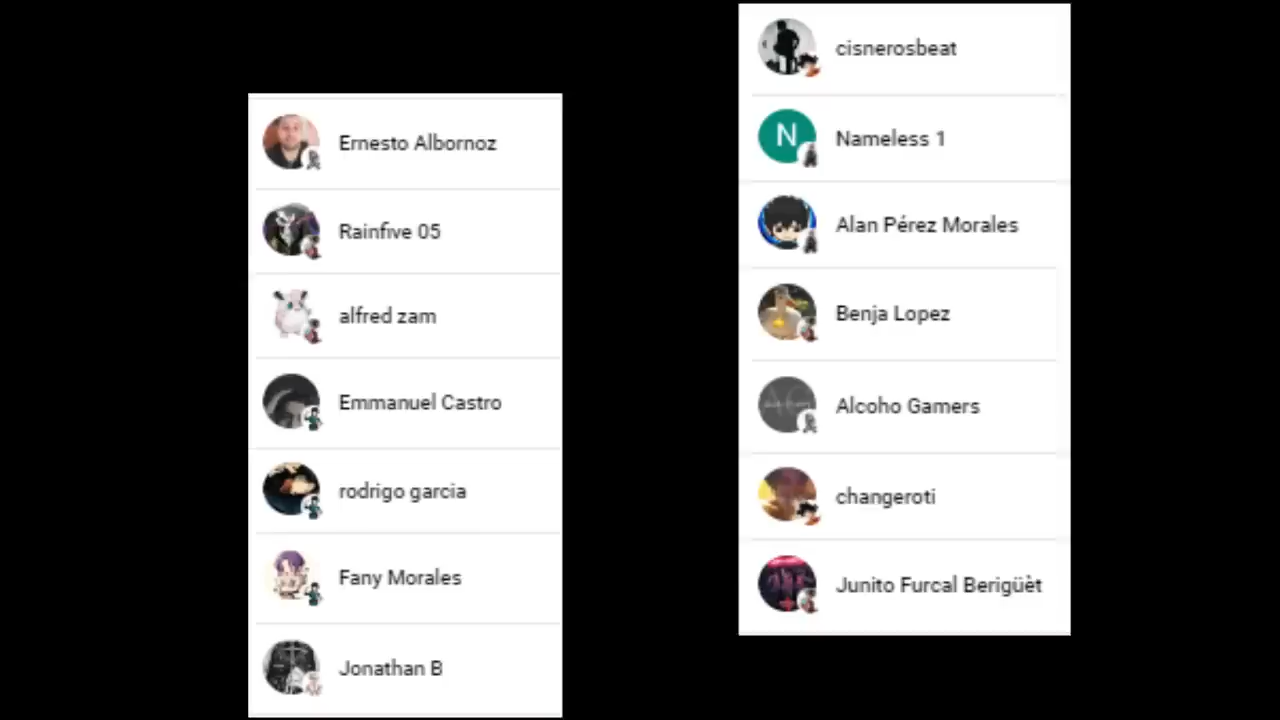 Ernesto Albornoz
Rainfive 05
alfred zam
Emmanuel Castro
rodrigo garcia
Fany Morales
Jonathan B
cisnerosbeat
N
Nameless 1
Alan Pérez Morales
Benja Lopez
Alcoho Gamers
changeroti
Junito Furcal Berigüèt